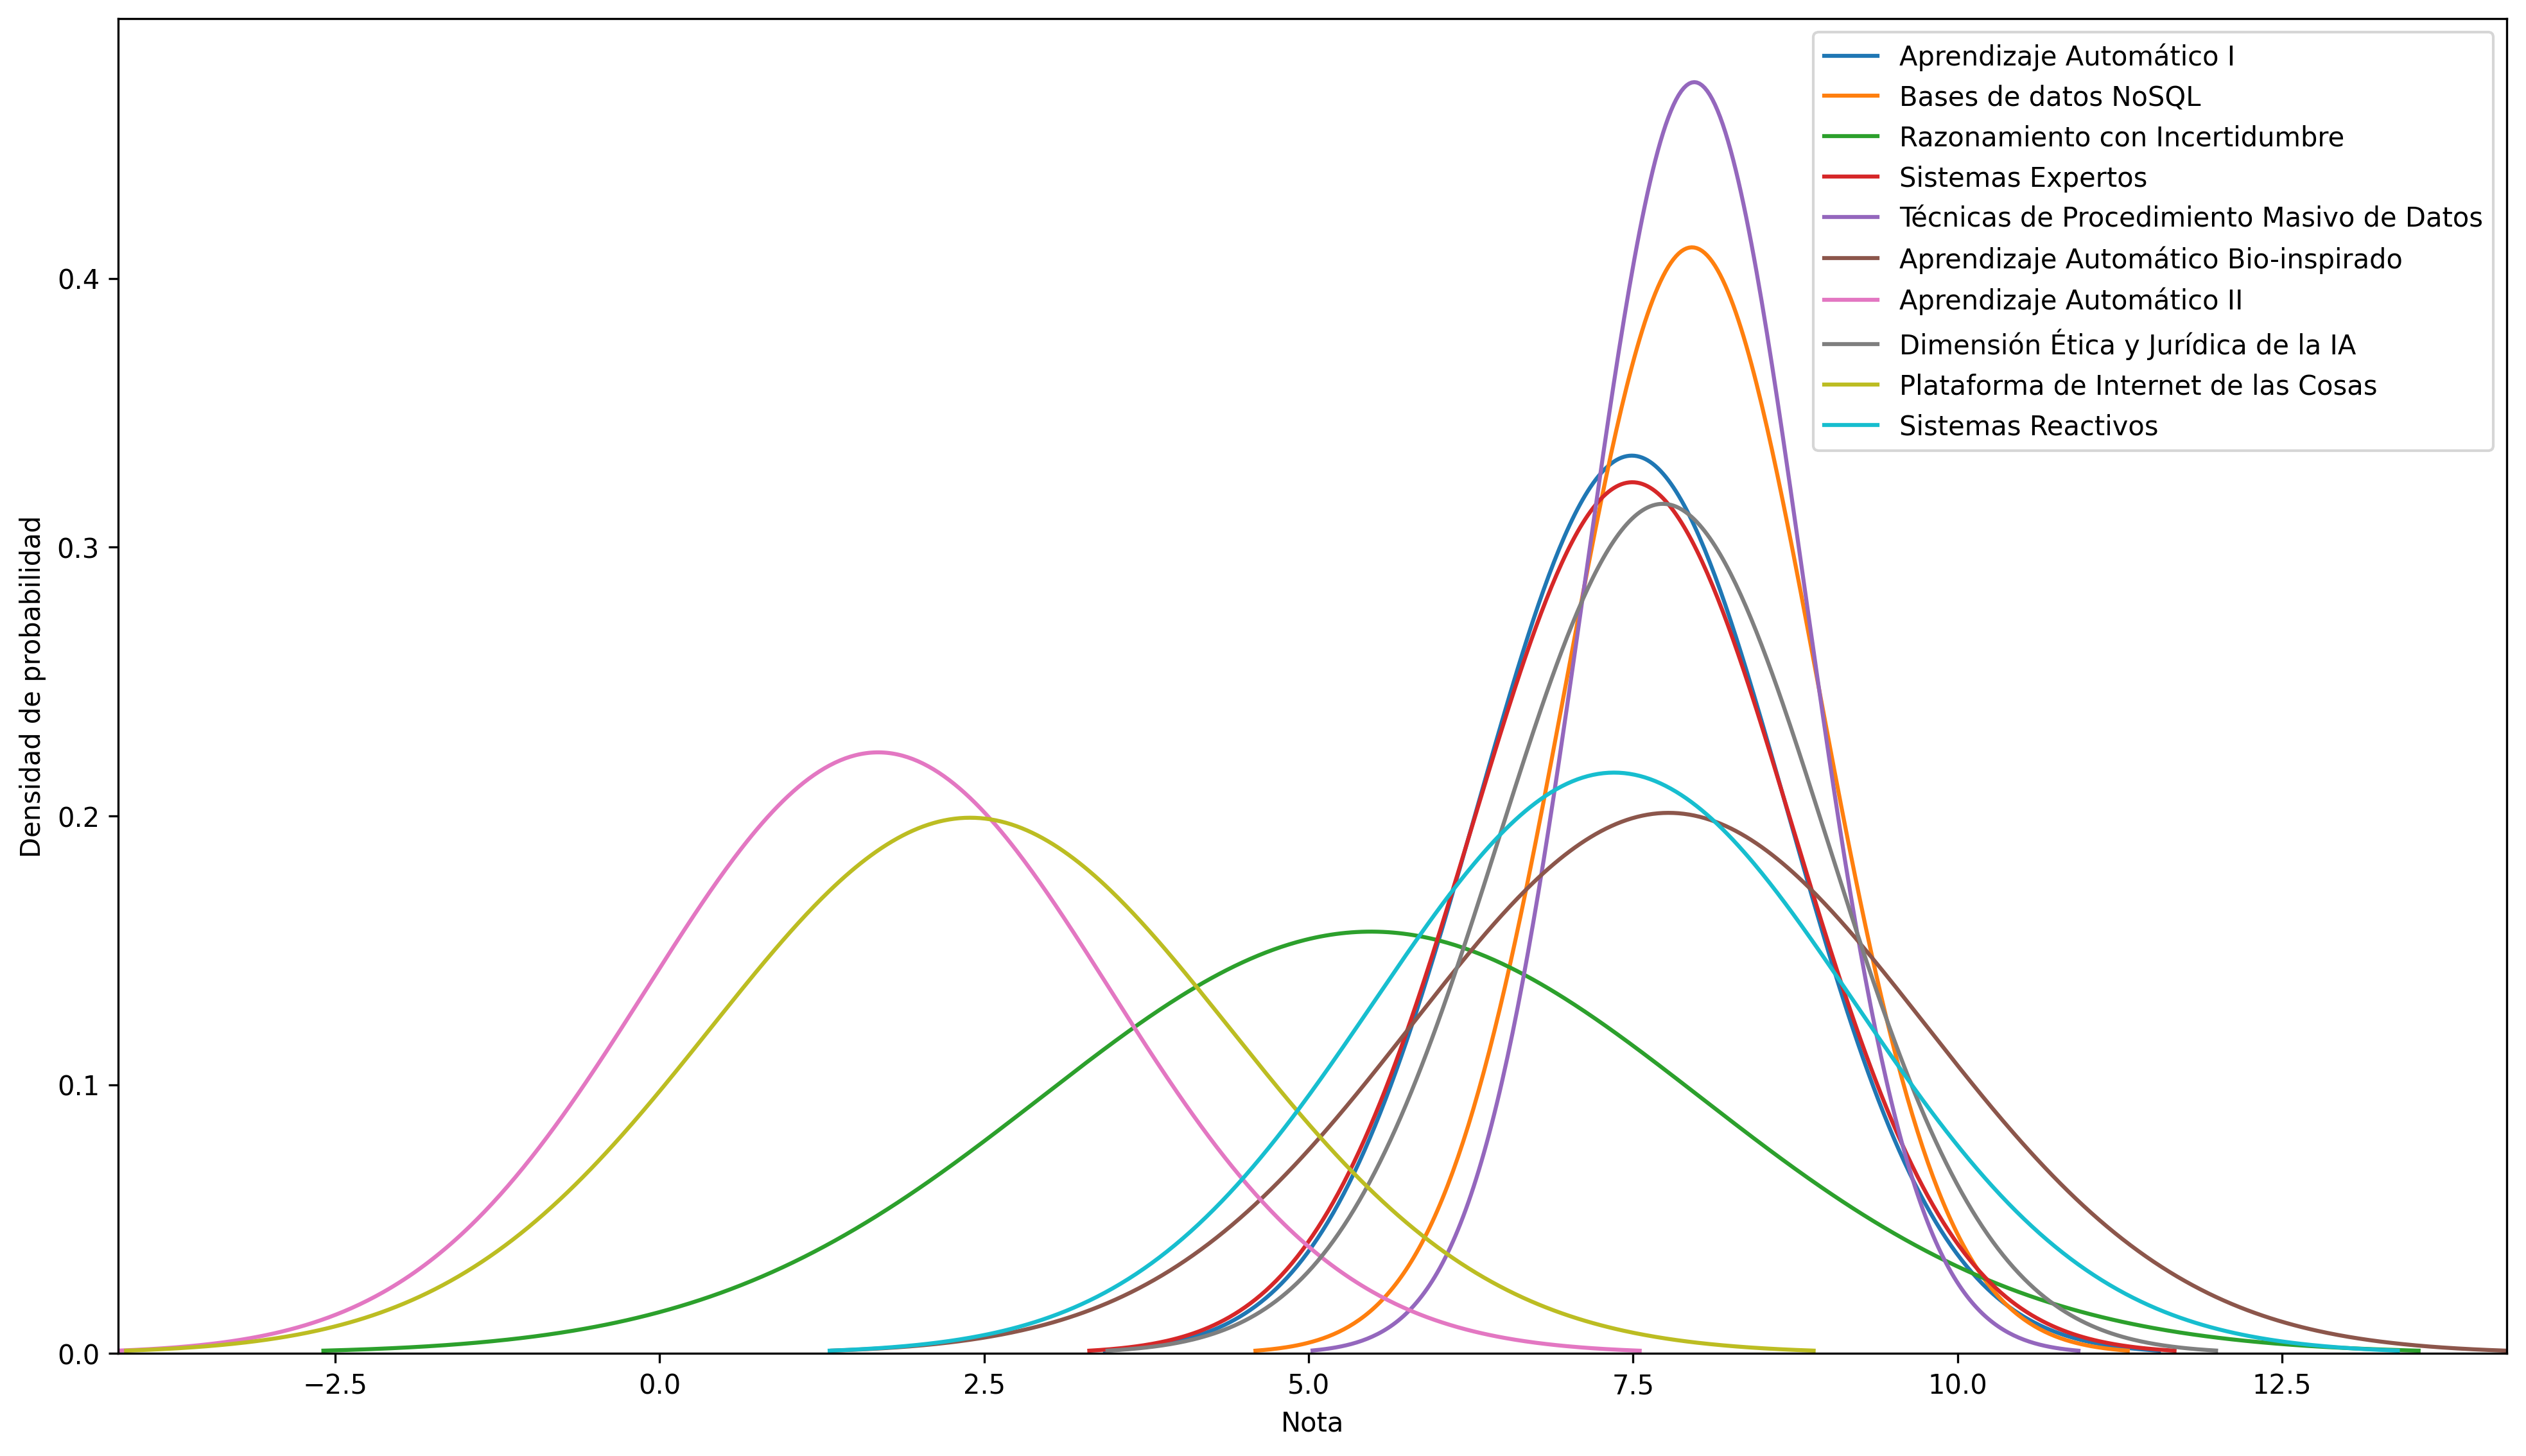 Aprendizaje Automático I
Bases de datos NoSQL
Razonamiento con Incertidumbre
Sistemas Expertos
Técnicas de Procedimiento Masivo de Datos
Aprendizaje Automático Bio-inspirado
Aprendizaje Automático II
Dimensión Ética y Jurídica de la IA
Plataforma de Internet de las Cosas
Sistemas Reactivos
Densidad de probabilidad
0.4
0.3
0.2
0.1
0.0
−2.5 0.0 2.5 5.0 7.5 10.0 12.5
Nota